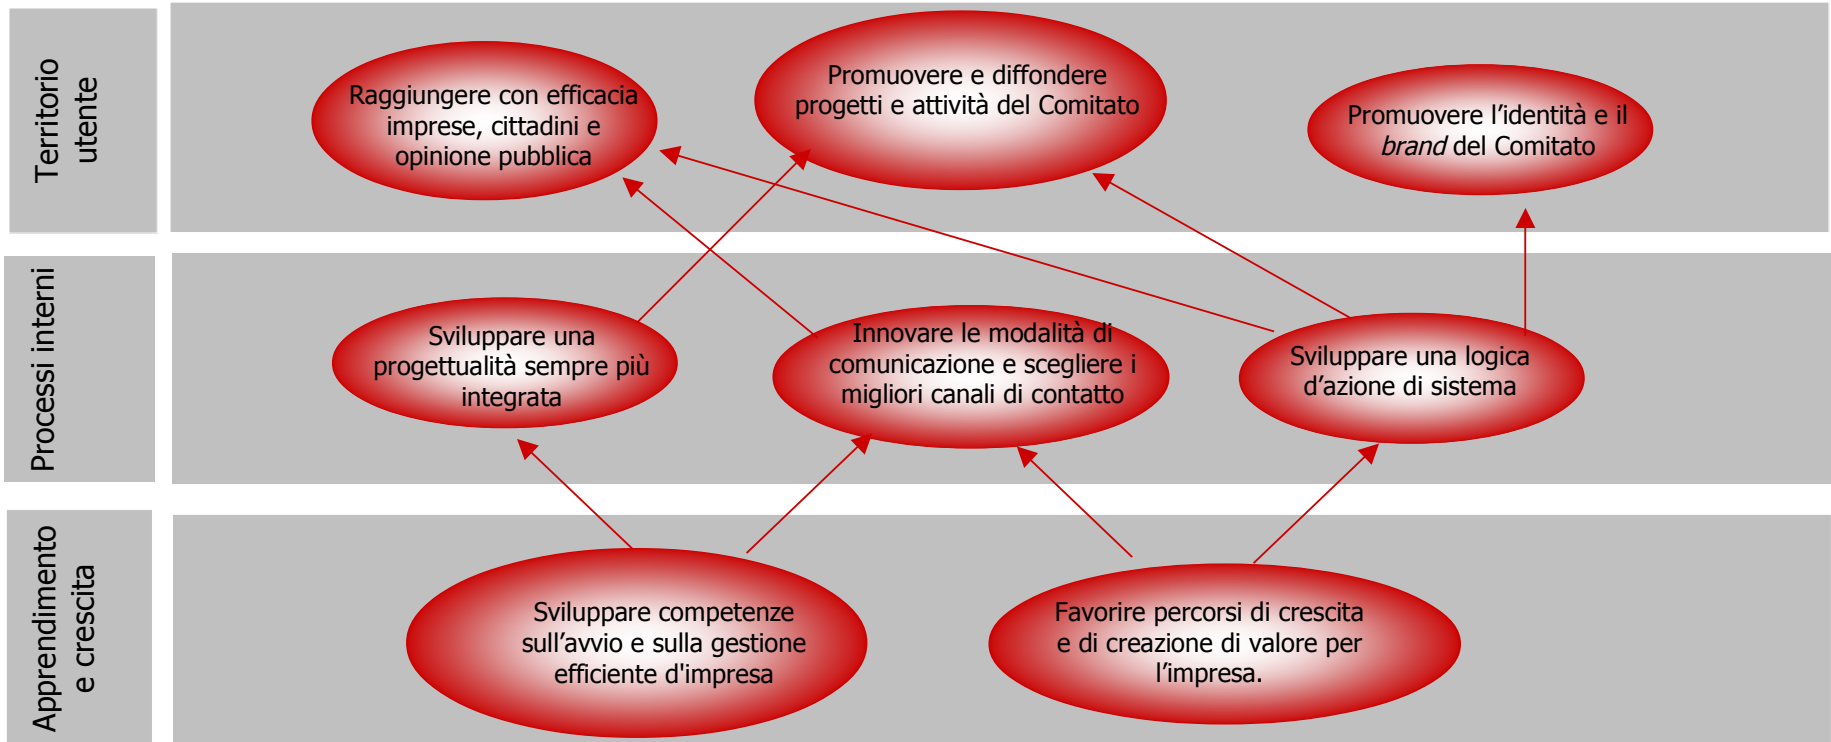 Territorio
utente
Raggiungere con efficacia
imprese, cittadini e
opinione pubblica
Promuovere e diffondere
progetti e attività del Comitato
Promuovere l’identità e il
brand del Comitato
Processi interni
Sviluppare una
progettualità sempre più
integrata
Innovare le modalità di
comunicazione e scegliere i
migliori canali di contatto
Sviluppare una logica
d’azione di sistema
Apprendimento
e crescita
Sviluppare competenze
sull’avvio e sulla gestione
efficiente d'impresa
Favorire percorsi di crescita
e di creazione di valore per
l’impresa.